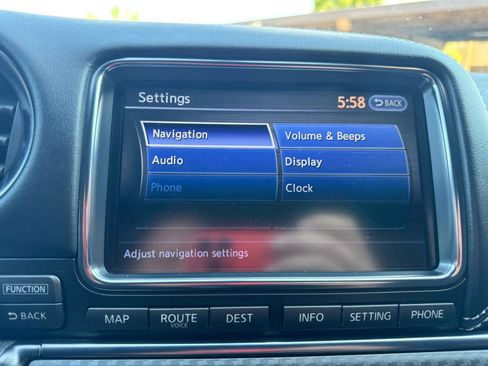 Settings 5:58 BACK
Navigation Volume & Beeps
Audio Display
Phone Clock
Adjust navigation settings
FUNCTION
BACK
MAP ROUTE DEST INFO SETTING PHONE
VOICE